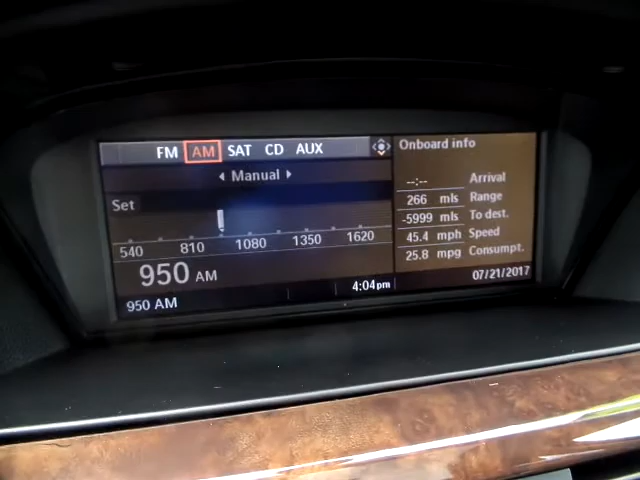 FM AM SAT CD AUX
Manual
Set
540 810 1080 1350 1620
950 AM
950 AM
4:04pm
Onboard info
--:-- Arrival
266 mls Range
-5999 mls To dest.
45.4 mph Speed
25.8 mpg Consumpt.
07/21/2017